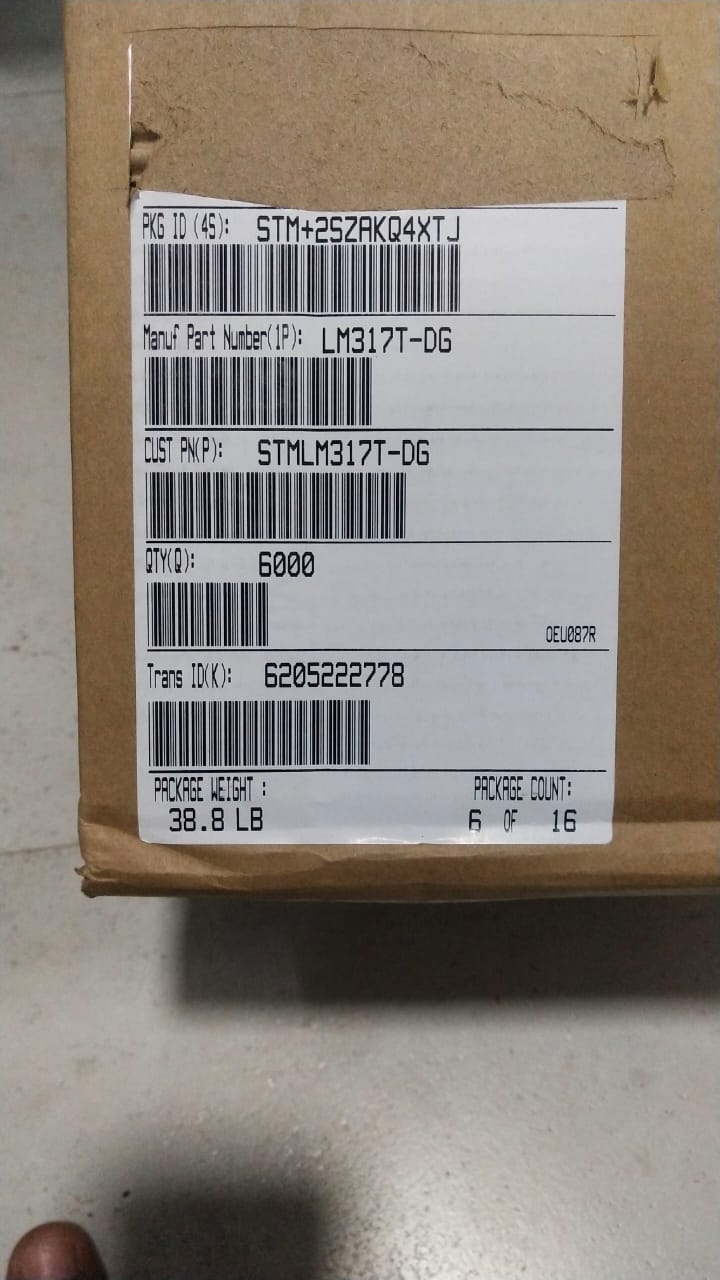 PKG ID (4S): STM+2SZAKQ4XTJ
Manuf Part Number(1P): LM317T-DG
CUST PN(P): STMLM317T-DG
QTY(Q): 6000
OEU087R
Trans ID(K): 6205222778
PACKAGE WEIGHT : PACKAGE COUNT:
38.8 LB 6 OF 16